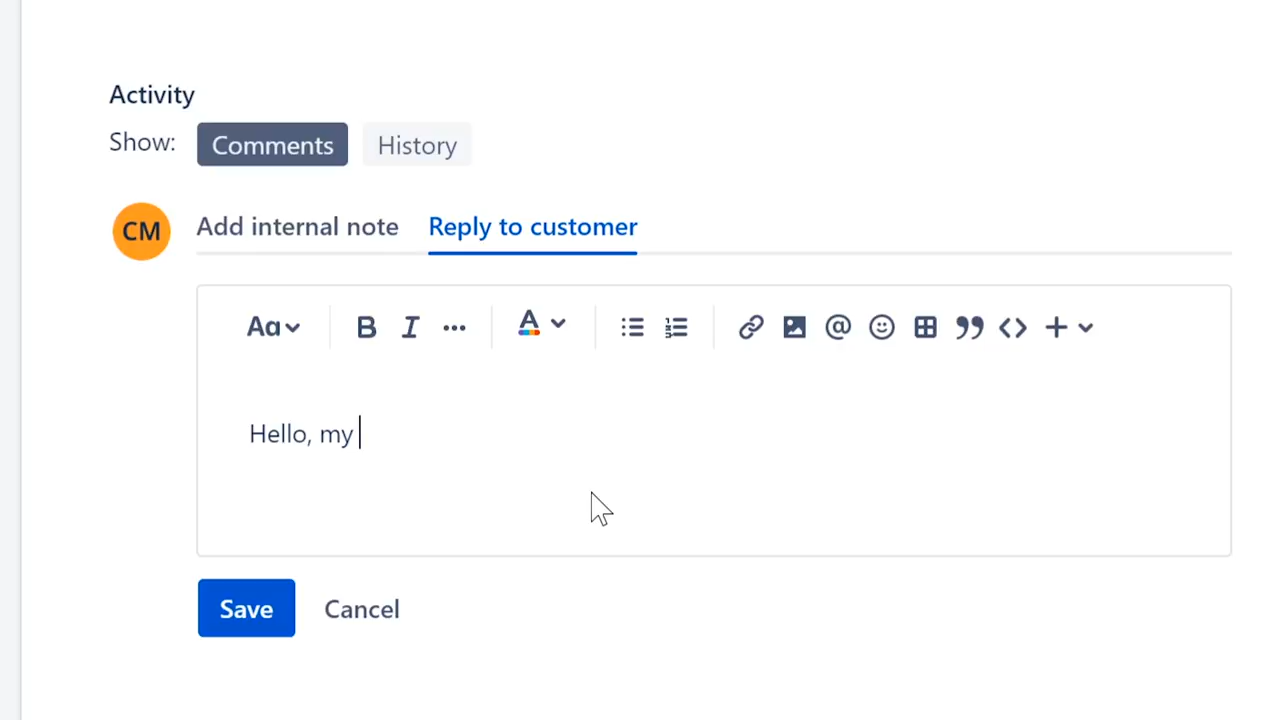 Activity
Show: Comments History
CM Add internal note Reply to customer
Aa B I ... A
Hello, my
Save Cancel